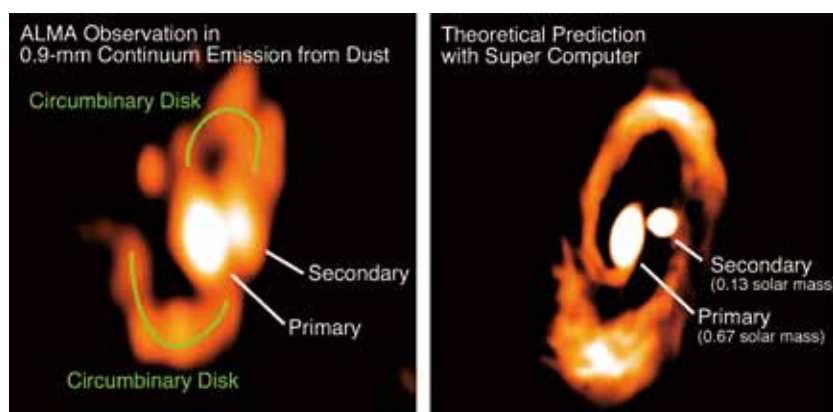 ALMA Observation in
0.9-mm Continuum Emission from Dust
Circumbinary Disk
Secondary
Primary
Circumbinary Disk
Theoretical Prediction
with Super Computer
Secondary
(0.13 solar mass
Primary
(0.67 solar mass)